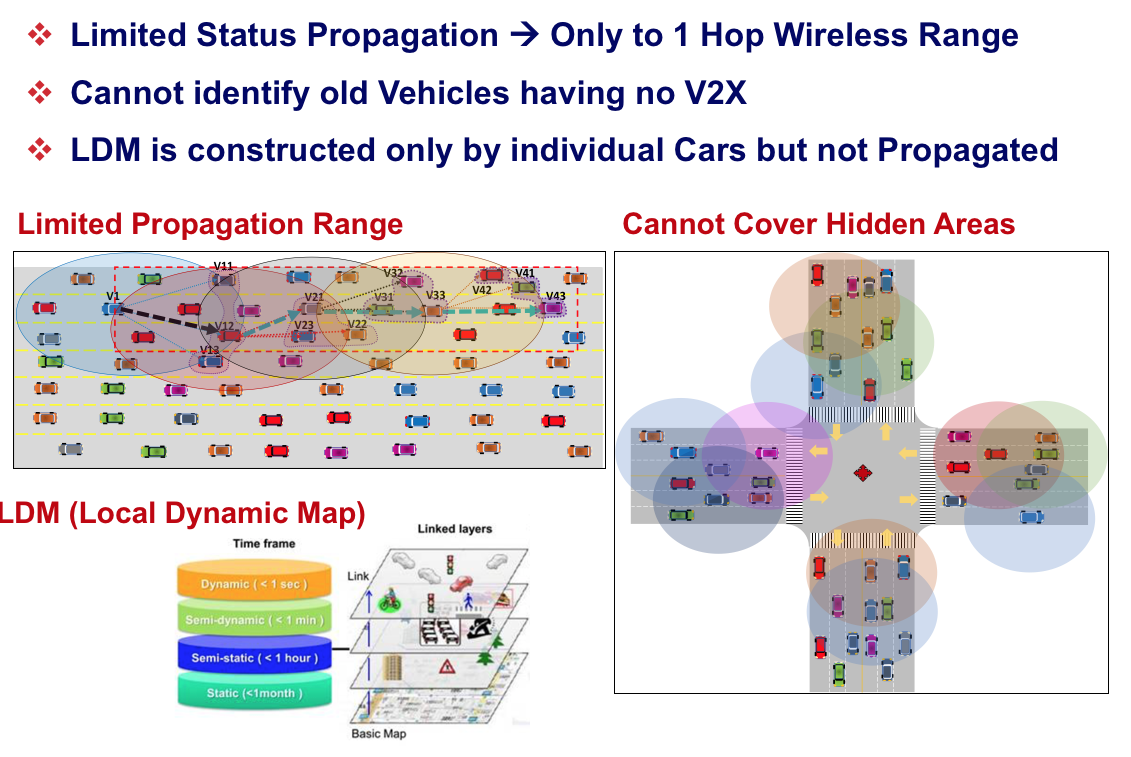 ❖ Limited Status Propagation → Only to 1 Hop Wireless Range
❖ Cannot identify old Vehicles having no V2X
❖ LDM is constructed only by individual Cars but not Propagated
Limited Propagation Range
V11
V32
V41
V42
V1
V21
V31
V33
V43
V12
V23
V22
V13
Cannot Cover Hidden Areas
LDM (Local Dynamic Map)
Linked layers
Time frame
Link
Dynamic ( < 1 sec )
Semi-dynamic ( < 1 min )
Semi-static ( < 1 hour )
Static (<1month )
Basic Map